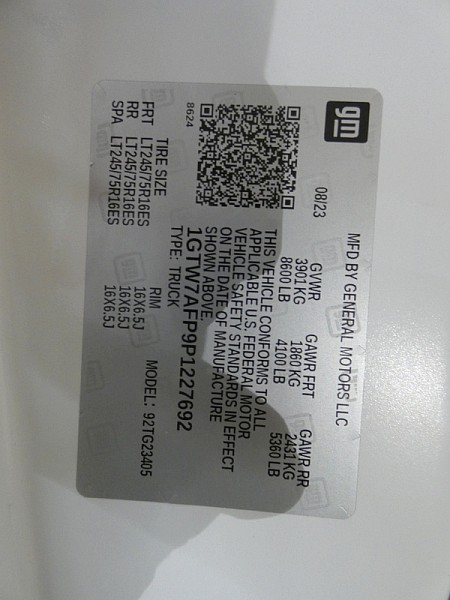 gm
MFD BY GENERAL MOTORS LLC
08/23
GVWR GAWR FRT GAWR RR
3901 KG 1860 KG 2431 KG
8600 LB 4100 LB 5360 LB
THIS VEHICLE CONFORMS TO ALL
APPLICABLE U.S. FEDERAL MOTOR
VEHICLE SAFETY STANDARDS IN EFFECT
ON THE DATE OF MANUFACTURE
SHOWN ABOVE.
1GTW7AFP9P1227692
TYPE: TRUCK
8624
MODEL: 92TG23405
TIRE SIZE RIM
FRT LT245/75R16ES 16X6.5J
RR LT245/75R16ES 16X6.5J
SPA LT245/75R16ES 16X6.5J